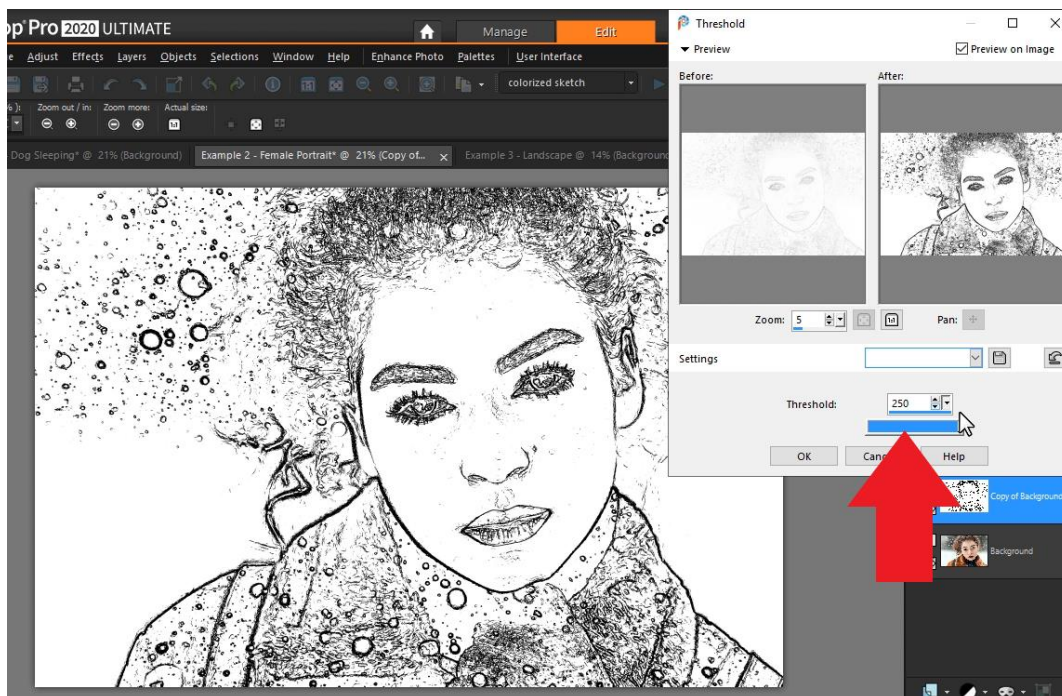 op Pro 2020 ULTIMATE
Manage
Edit
e Adjust Effects Layers Objects Selections Window Help Enhance Photo Palettes User Interface
colorized sketch
% ): Zoom out / in: Zoom more: Actual size:
Dog Sleeping* @ 21% (Background)
Example 2 - Female Portrait* @ 21% (Copy of... x
Example 3 - Landscape @ 14% (Background
Threshold
Preview
Preview on Image
Before:
After:
Zoom: 5
1:1
Pan:
Settings
Threshold: 250
OK
Canc
Help
Copy of Background
Background